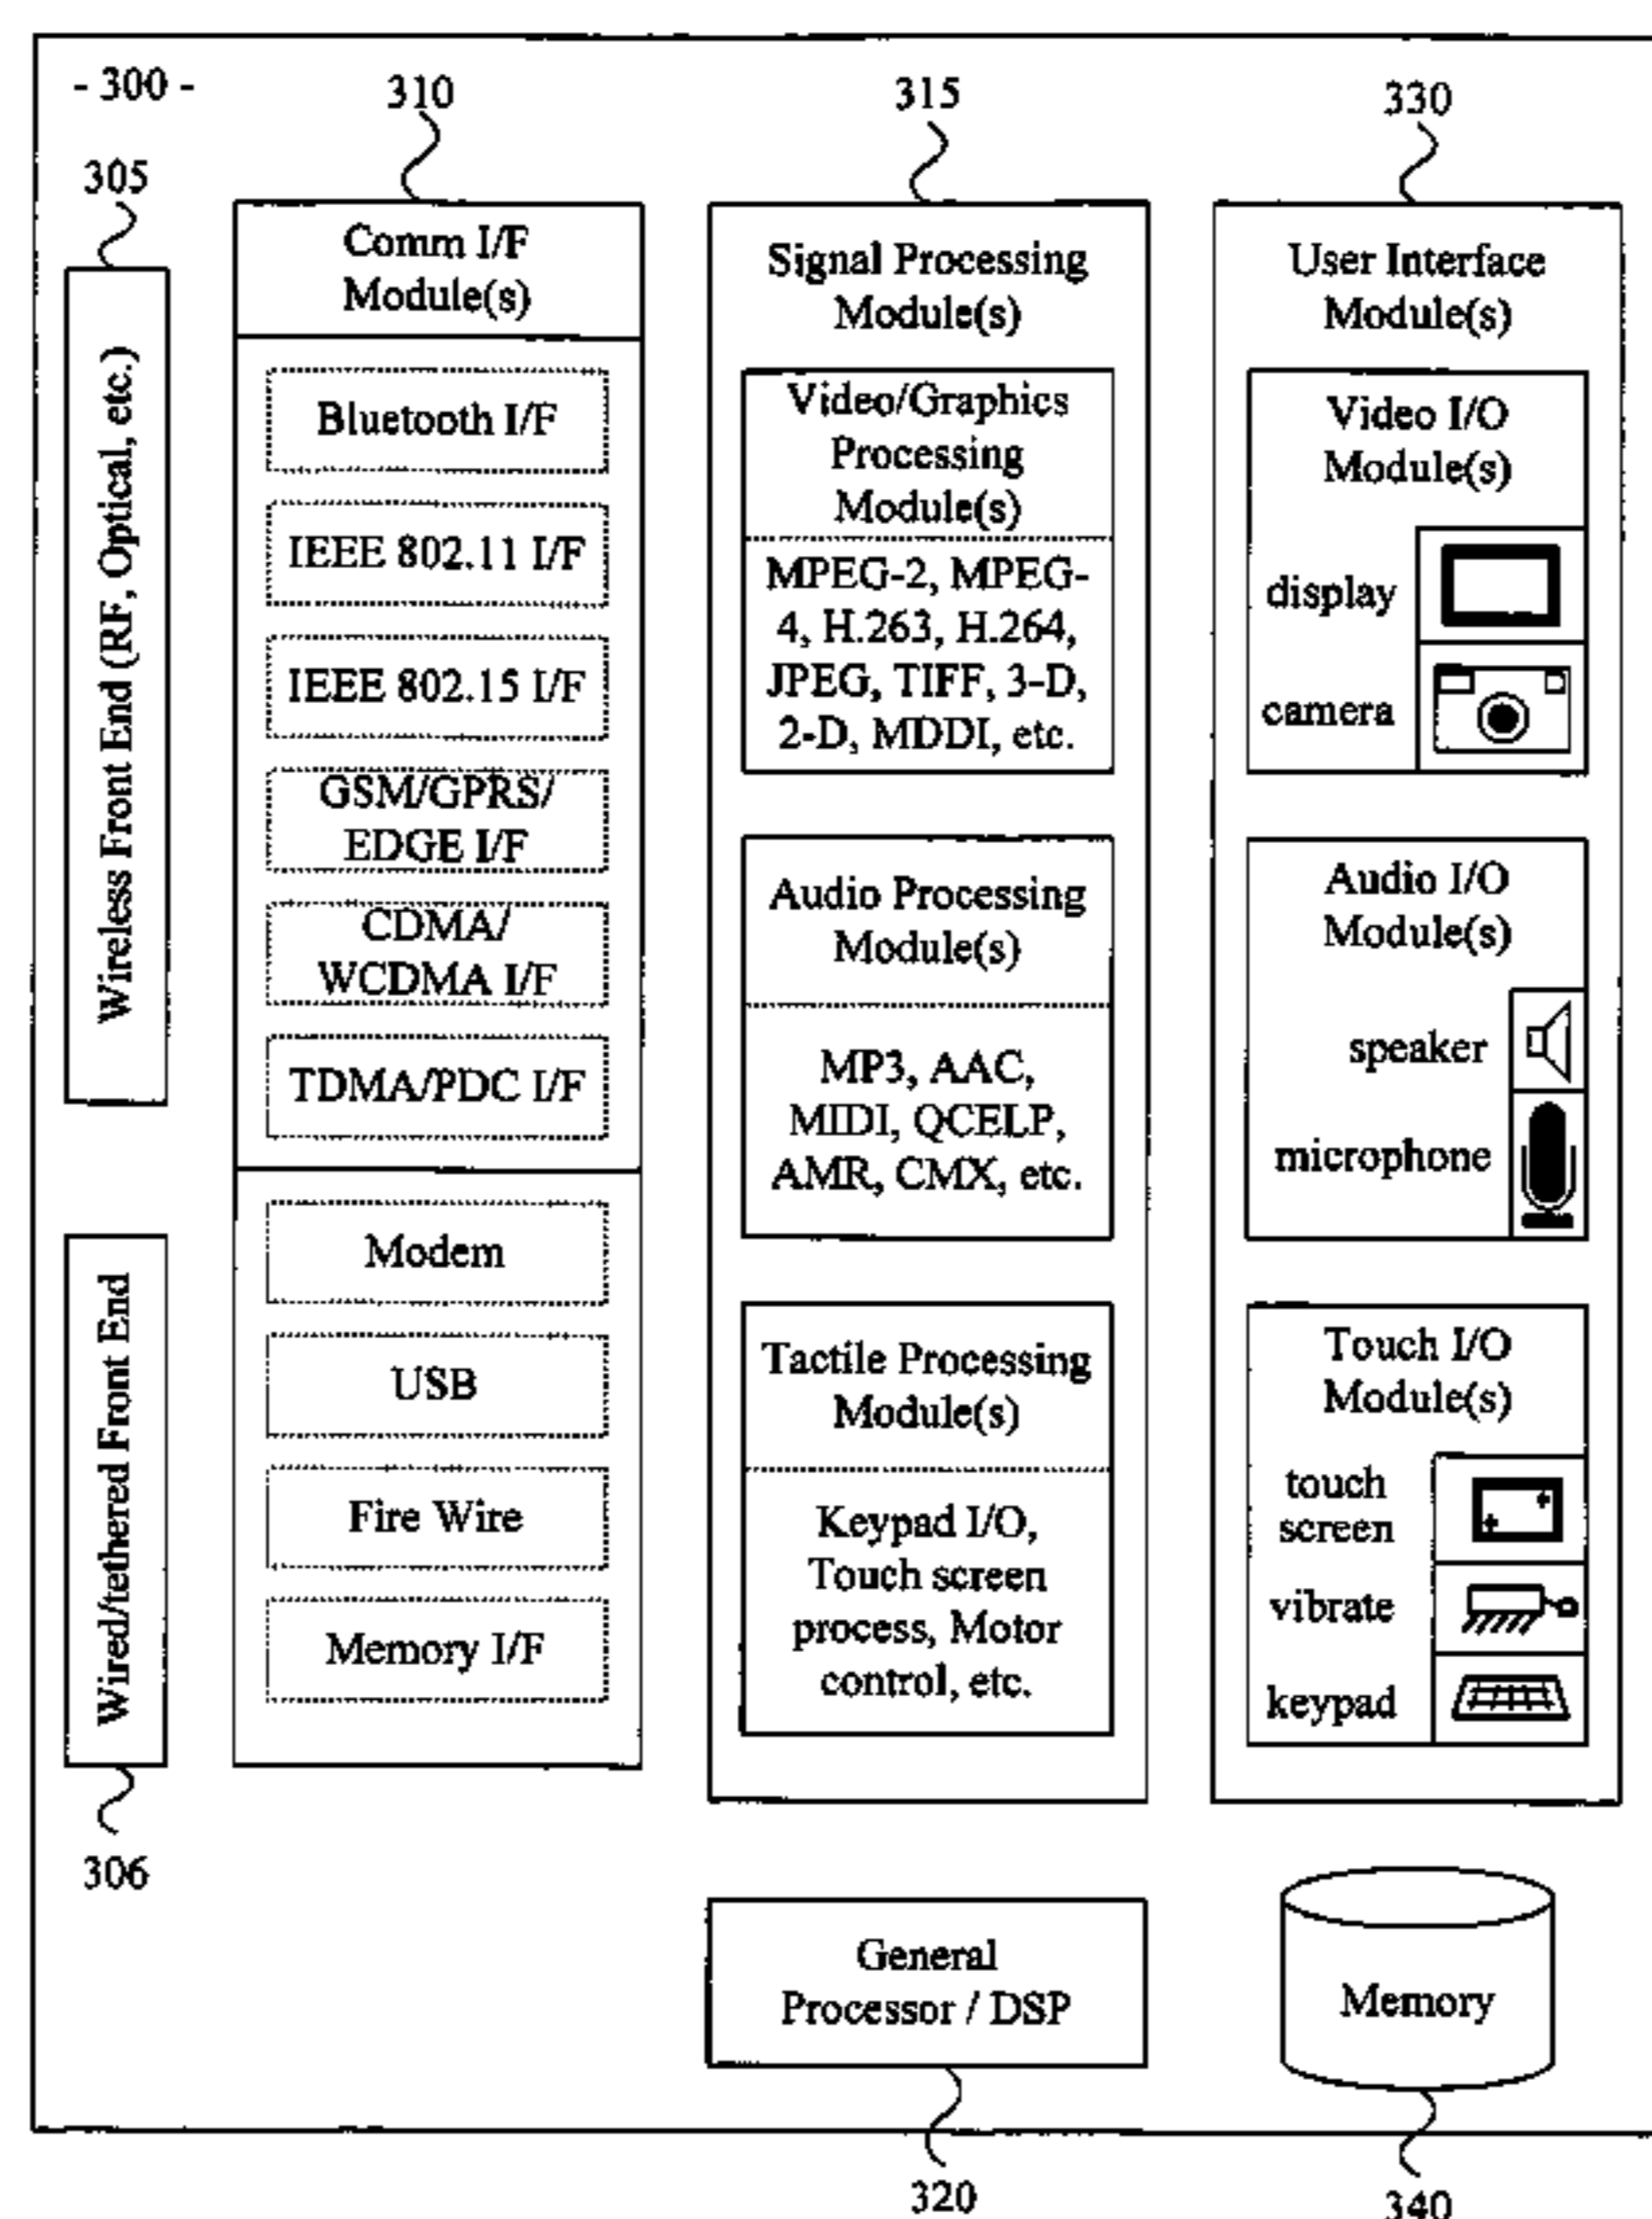 - 300 -
310
315
330
305
Wireless Front End (RF, Optical, etc.)
Wired/tethered Front End
306
Comm I/F
Module(s)
Bluetooth I/F
IEEE 802.11 I/F
IEEE 802.15 I/F
GSM/GPRS/
EDGE I/F
CDMA/
WCDMA I/F
TDMA/PDC I/F
Modem
USB
Fire Wire
Memory I/F
Signal Processing
Module(s)
Video/Graphics
Processing
Module(s)
MPEG-2, MPEG-
4, H.263, H.264,
JPEG, TIFF, 3-D,
2-D, MDDI, etc.
Audio Processing
Module(s)
MP3, AAC,
MIDI, QCELP,
AMR, CMX, etc.
Tactile Processing
Module(s)
Keypad I/O,
Touch screen
process, Motor
control, etc.
User Interface
Module(s)
Video I/O
Module(s)
display
camera
Audio I/O
Module(s)
speaker
microphone
Touch I/O
Module(s)
touch
screen
vibrate
keypad
General
Processor / DSP
Memory
320
340